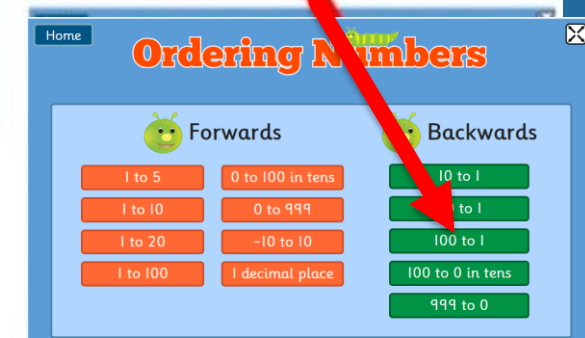 Home
Ordering Numbers
Forwards
1 to 5
1 to 10
1 to 20
1 to 100
0 to 100 in tens
0 to 999
-10 to 10
1 decimal place
Backwards
10 to 1
to 1
100 to 1
100 to 0 in tens
999 to 0